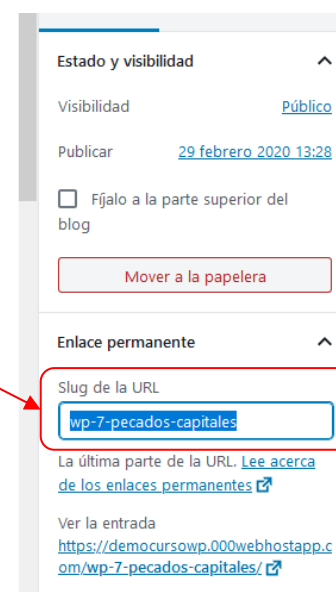 Estado y visibilidad
Visibilidad Público
Publicar 29 febrero 2020 13:28
Fíjalo a la parte superior del
blog
Mover a la papelera
Enlace permanente
Slug de la URL
wp-7-pecados-capitales
La última parte de la URL. Lee acerca
de los enlaces permanentes
Ver la entrada
https://democursowp.000webhostapp.c
om/wp-7-pecados-capitales/